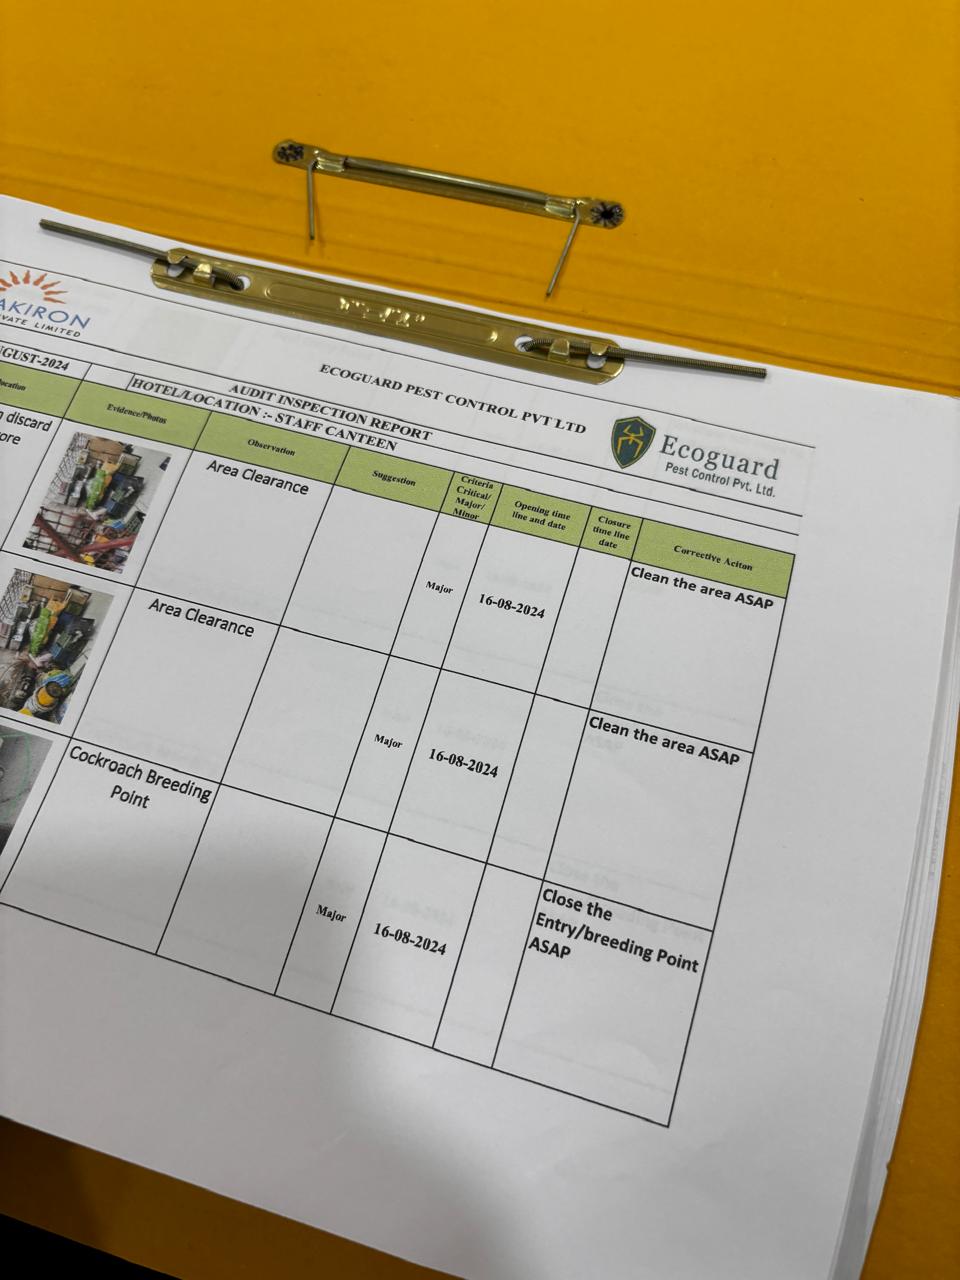 AKIRON
VATE LIMITED
GUST-2024
ECOGUARD PEST CONTROL PVT LTD
AUDIT INSPECTION REPORT
HOTEL/LOCATION :- STAFF CANTEEN
Ecoguard
Pest Control Pvt. Ltd.
ocation
Evidence/Photos
Observation
Suggestion
Criteria
Critical/
Major/
Minor
Opening time
line and date
Closure
time line
date
Corrective Aciton
discard
ore
Area Clearance
Major
16-08-2024
Clean the area ASAP
Area Clearance
Major
16-08-2024
Clean the area ASAP
Cockroach Breeding
Point
Major
16-08-2024
Close the
Entry/breeding Point
ASAP